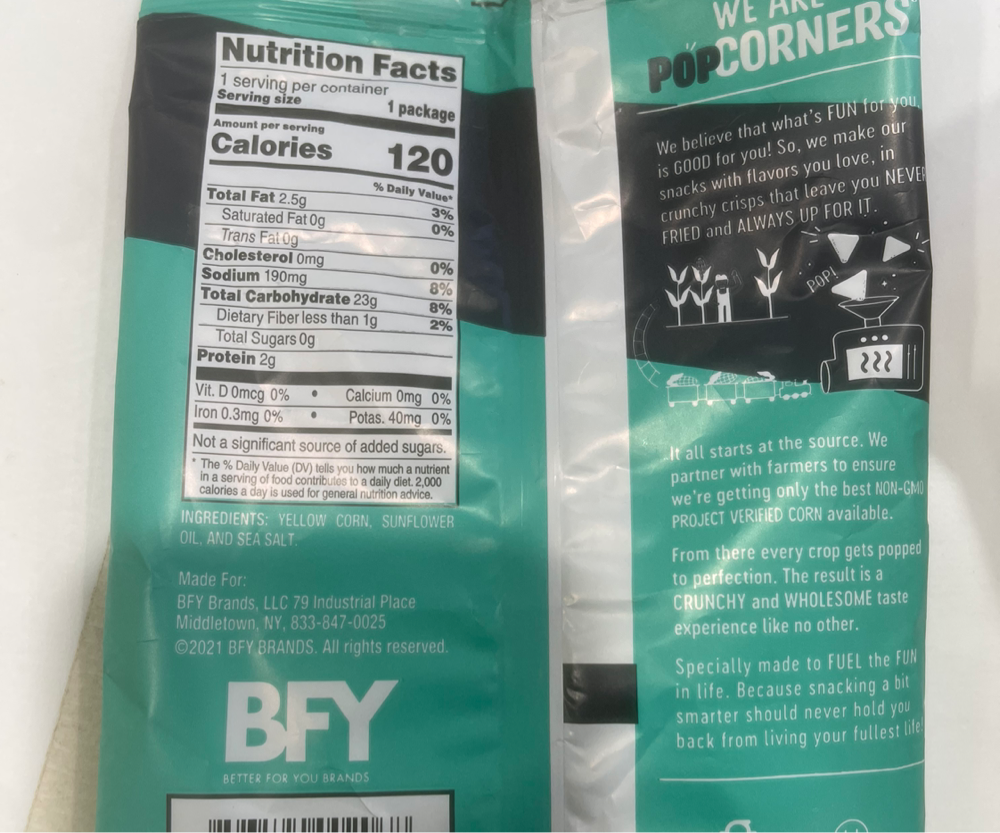 Nutrition Facts
1 serving per container
Serving size 1 package
Amount per serving
Calories 120
% Daily Value*
Total Fat 2.5g 3%
Saturated Fat 0g 0%
Trans Fat 0g
Cholesterol 0mg 0%
Sodium 190mg 8%
Total Carbohydrate 23g 8%
Dietary Fiber less than 1g 2%
Total Sugars 0g
Protein 2g
Vit. D 0mcg 0% • Calcium 0mg 0%
Iron 0.3mg 0% • Potas. 40mg 0%
Not a significant source of added sugars.
* The % Daily Value (DV) tells you how much a nutrient
in a serving of food contributes to a daily diet. 2,000
calories a day is used for general nutrition advice.
INGREDIENTS: YELLOW CORN, SUNFLOWER
OIL, AND SEA SALT.
Made For:
BFY Brands, LLC 79 Industrial Place
Middletown, NY, 833-847-0025
©2021 BFY BRANDS. All rights reserved.
BFY
BETTER FOR YOU BRANDS
WE ARE
POPCORNERS
We believe that what's FUN for you,
is GOOD for you! So, we make our
snacks with flavors you love, in
crunchy crisps that leave you NEVER
FRIED and ALWAYS UP FOR IT.
POP!
It all starts at the source. We
partner with farmers to ensure
we're getting only the best NON-GMO
PROJECT VERIFIED CORN available.
From there every crop gets popped
to perfection. The result is a
CRUNCHY and WHOLESOME taste
experience like no other.
Specially made to FUEL the FUN
in life. Because snacking a bit
smarter should never hold you
back from living your fullest life!